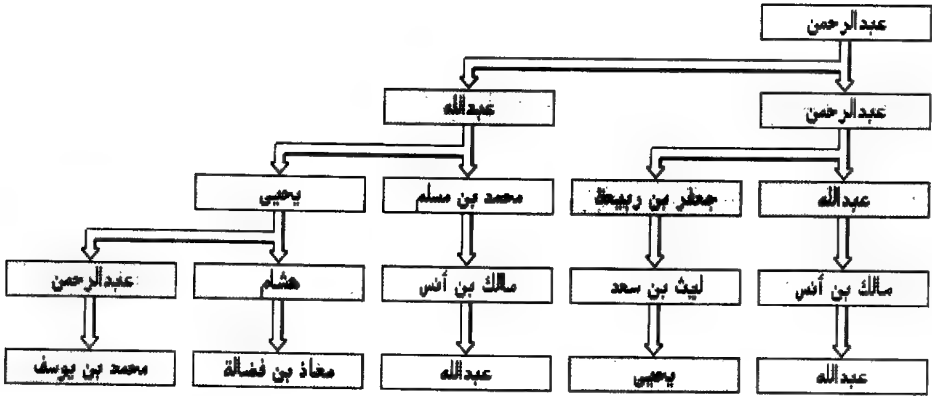 عبدالرحمن
عبدالرحمن
عبدالله
عبدالله
جعفر بن ربيعة
محمد بن مسلم
يحيى
مالك بن أنس
ليث بن سعد
مالك بن أنس
هشام
عبدالرحمن
عبدالله
يحيى
عبدالله
معاذ بن فضالة
محمد بن يوسف